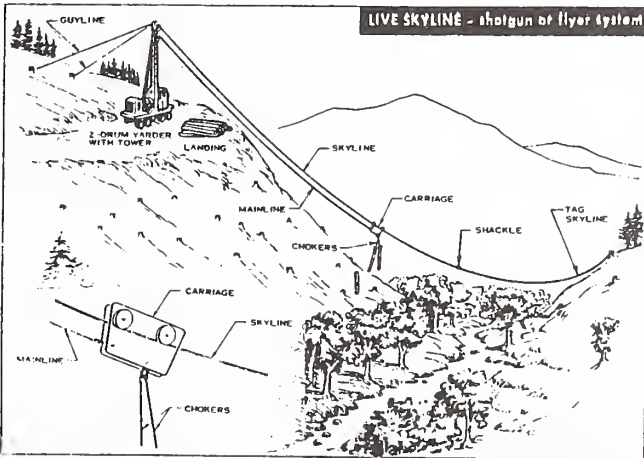 LIVE SKYLINE - shotgun or flyer system
GUYLINE
2-DRUM YARDER
WITH TOWER
LANDING
SKYLINE
MAINLINE
CARRIAGE
CHOKERS
SHACKLE
TAG
SKYLINE
CARRIAGE
SKYLINE
MAINLINE
CHOKERS